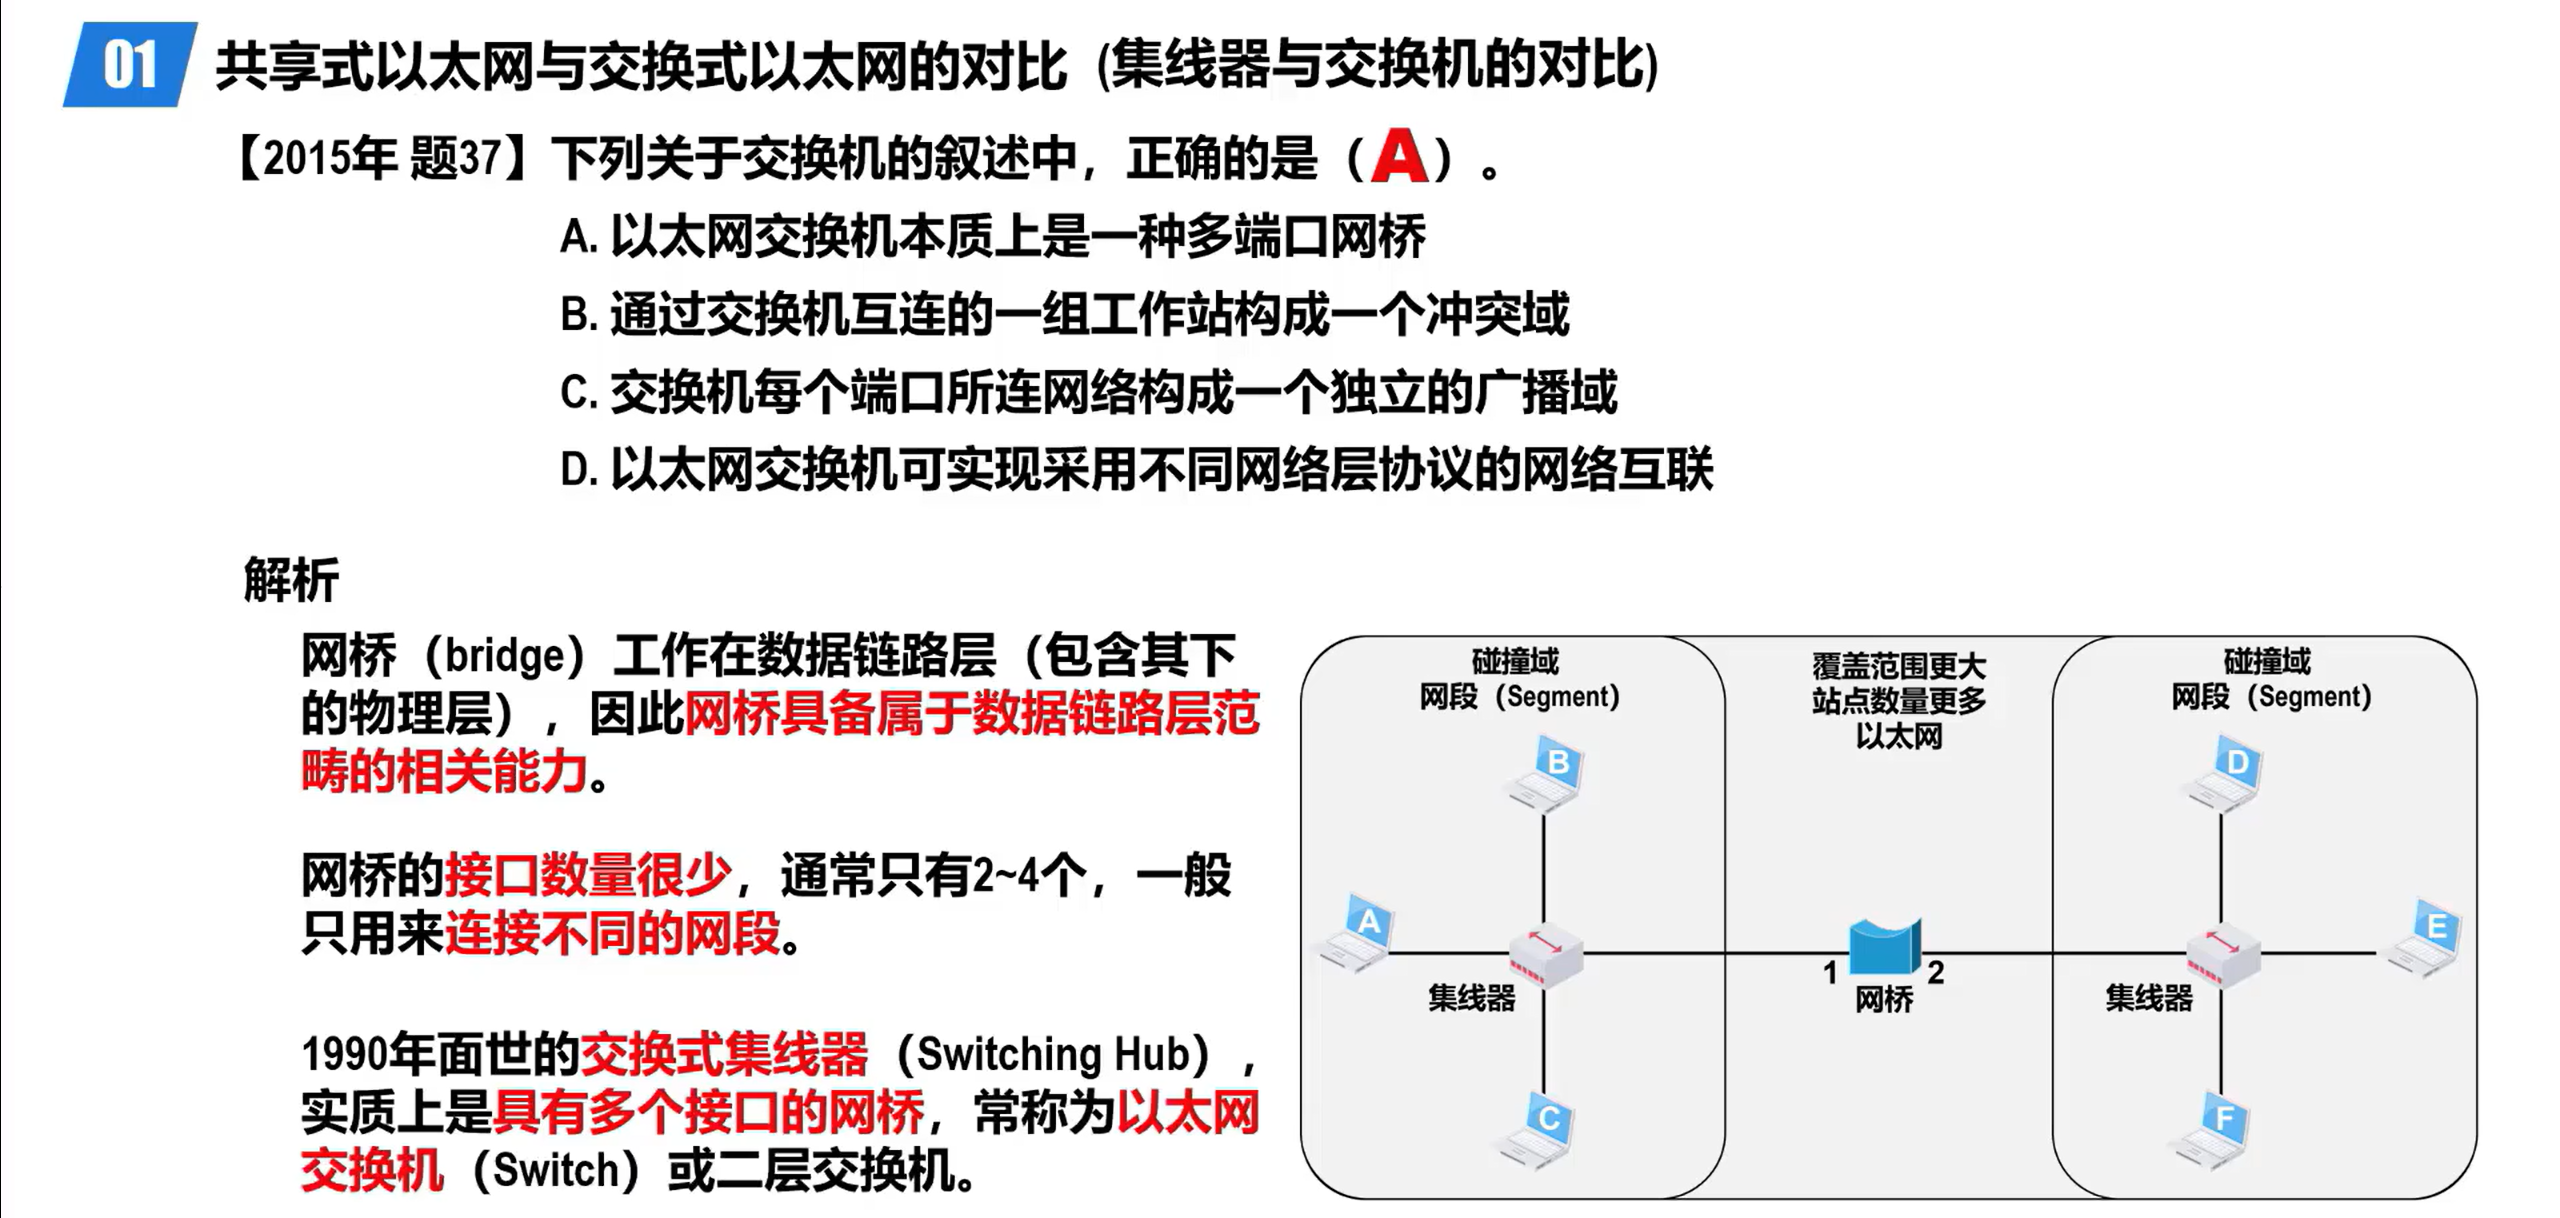 01 共享式以太网与交换式以太网的对比 (集线器与交换机的对比)
【2015年 题37】下列关于交换机的叙述中，正确的是（A）。
A. 以太网交换机本质上是一种多端口网桥
B. 通过交换机互连的一组工作站构成一个冲突域
C. 交换机每个端口所连网络构成一个独立的广播域
D. 以太网交换机可实现采用不同网络层协议的网络互联
解析
网桥（bridge）工作在数据链路层（包含其下
的物理层），因此网桥具备属于数据链路层范
畴的相关能力。
网桥的接口数量很少，通常只有2~4个，一般
只用来连接不同的网段。
1990年面世的交换式集线器（Switching Hub），
实质上是具有多个接口的网桥，常称为以太网
交换机（Switch）或二层交换机。
碰撞域
网段（Segment）
覆盖范围更大
站点数量更多
以太网
碰撞域
网段（Segment）
B
D
A
E
1
2
集线器
网桥
集线器
C
F